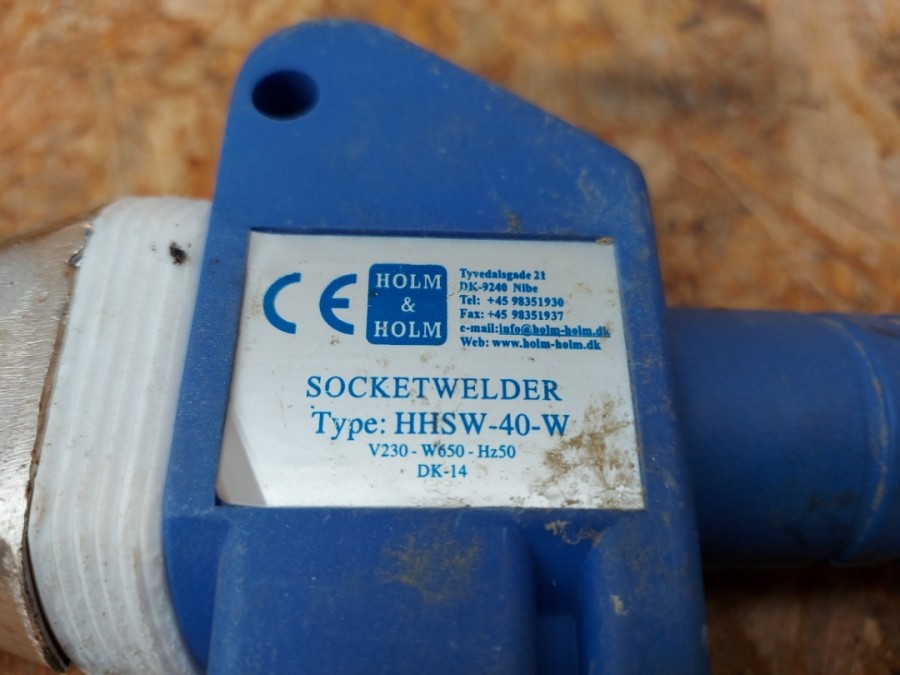 CE
HOLM
&
HOLM
Tyvedalsgade 21
DK-9240 Nibe
Tel: +45 98351930
Fax: +45 98351937
e-mail:info@holm-holm.dk
Web: www.holm-holm.dk
SOCKETWELDER
Type: HHSW-40-W
V230 - W650 - Hz50
DK-14